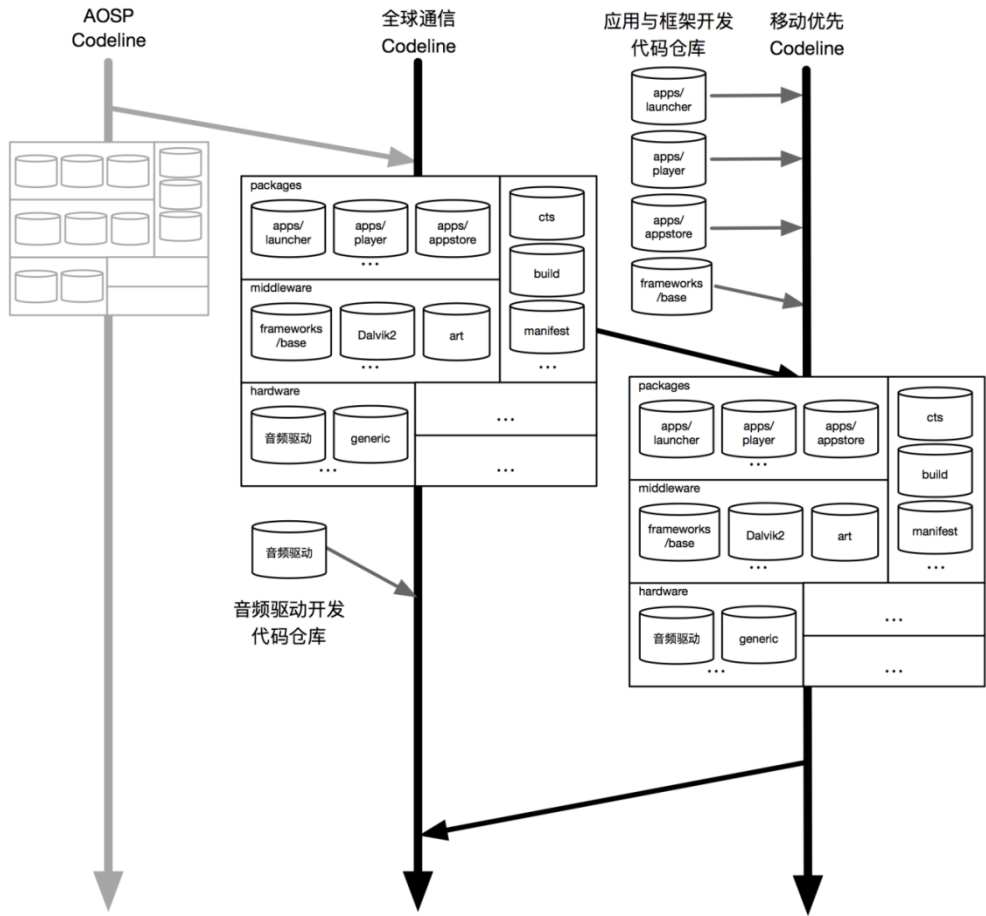 AOSP
Codeline
全球通信
Codeline
应用与框架开发
代码仓库
移动优先
Codeline
apps/
launcher
apps/
player
apps/
appstore
frameworks
/base
packages
apps/
launcher
apps/
player
apps/
appstore
...
cts
build
manifest
...
middleware
frameworks
/base
Dalvik2
art
...
hardware
音频驱动
generic
...
...
...
音频驱动
音频驱动开发
代码仓库
packages
apps/
launcher
apps/
player
apps/
appstore
...
cts
build
manifest
...
middleware
frameworks
/base
Dalvik2
art
...
hardware
音频驱动
generic
...
...
...